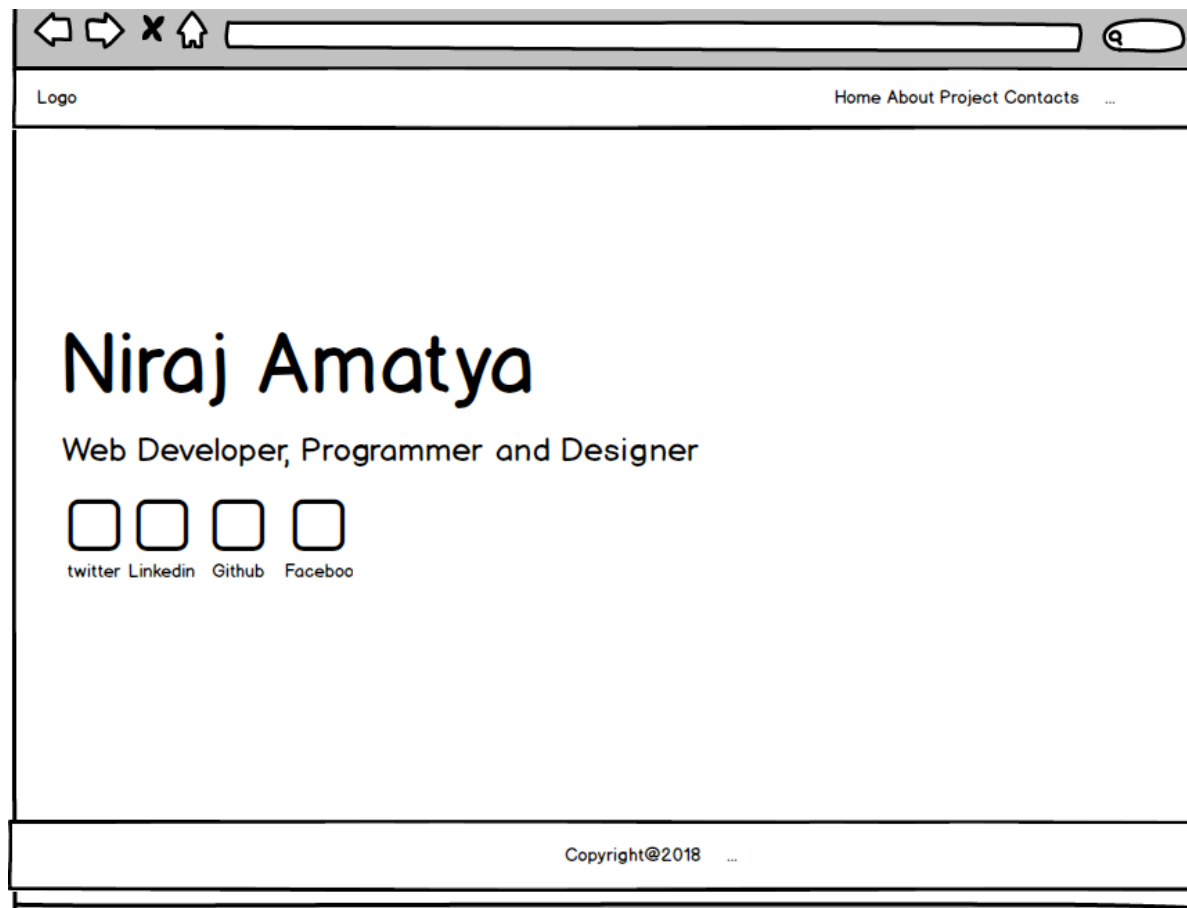 Logo
Home About Project Contacts ...
Niraj Amatya
Web Developer, Programmer and Designer
twitter Linkedin Github Faceboo
Copyright@2018 ...